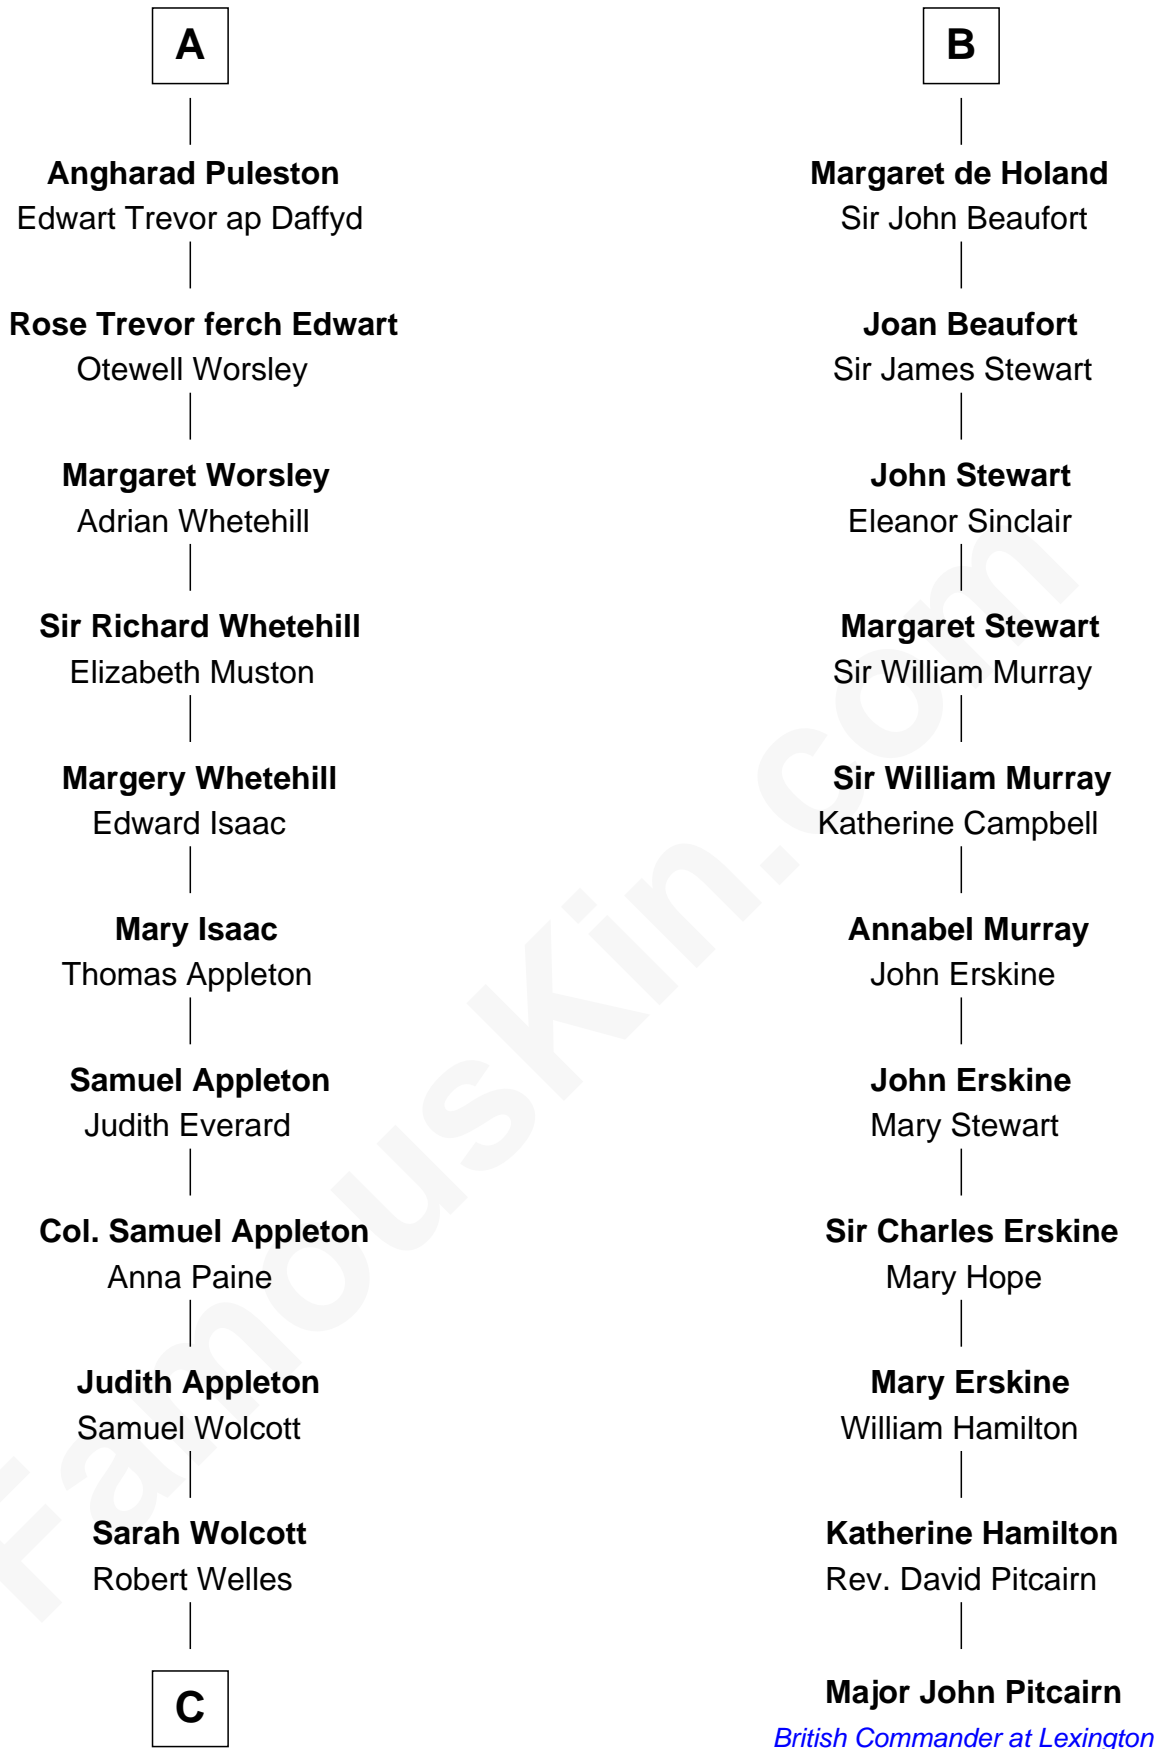 A
Angharad Puleston
Edwart Trevor ap Daffyd
Rose Trevor ferch Edwart
Otewell Worsley
Margaret Worsley
Adrian Whetehill
Sir Richard Whetehill
Elizabeth Muston
Margery Whetehill
Edward Isaac
Mary Isaac
Thomas Appleton
Samuel Appleton
Judith Everard
Col. Samuel Appleton
Anna Paine
Judith Appleton
Samuel Wolcott
Sarah Wolcott
Robert Welles
C
B
Margaret de Holand
Sir John Beaufort
Joan Beaufort
Sir James Stewart
John Stewart
Eleanor Sinclair
Margaret Stewart
Sir William Murray
Sir William Murray
Katherine Campbell
Annabel Murray
John Erskine
John Erskine
Mary Stewart
Sir Charles Erskine
Mary Hope
Mary Erskine
William Hamilton
Katherine Hamilton
Rev. David Pitcairn
Major John Pitcairn
British Commander at Lexington
FamousKin.com